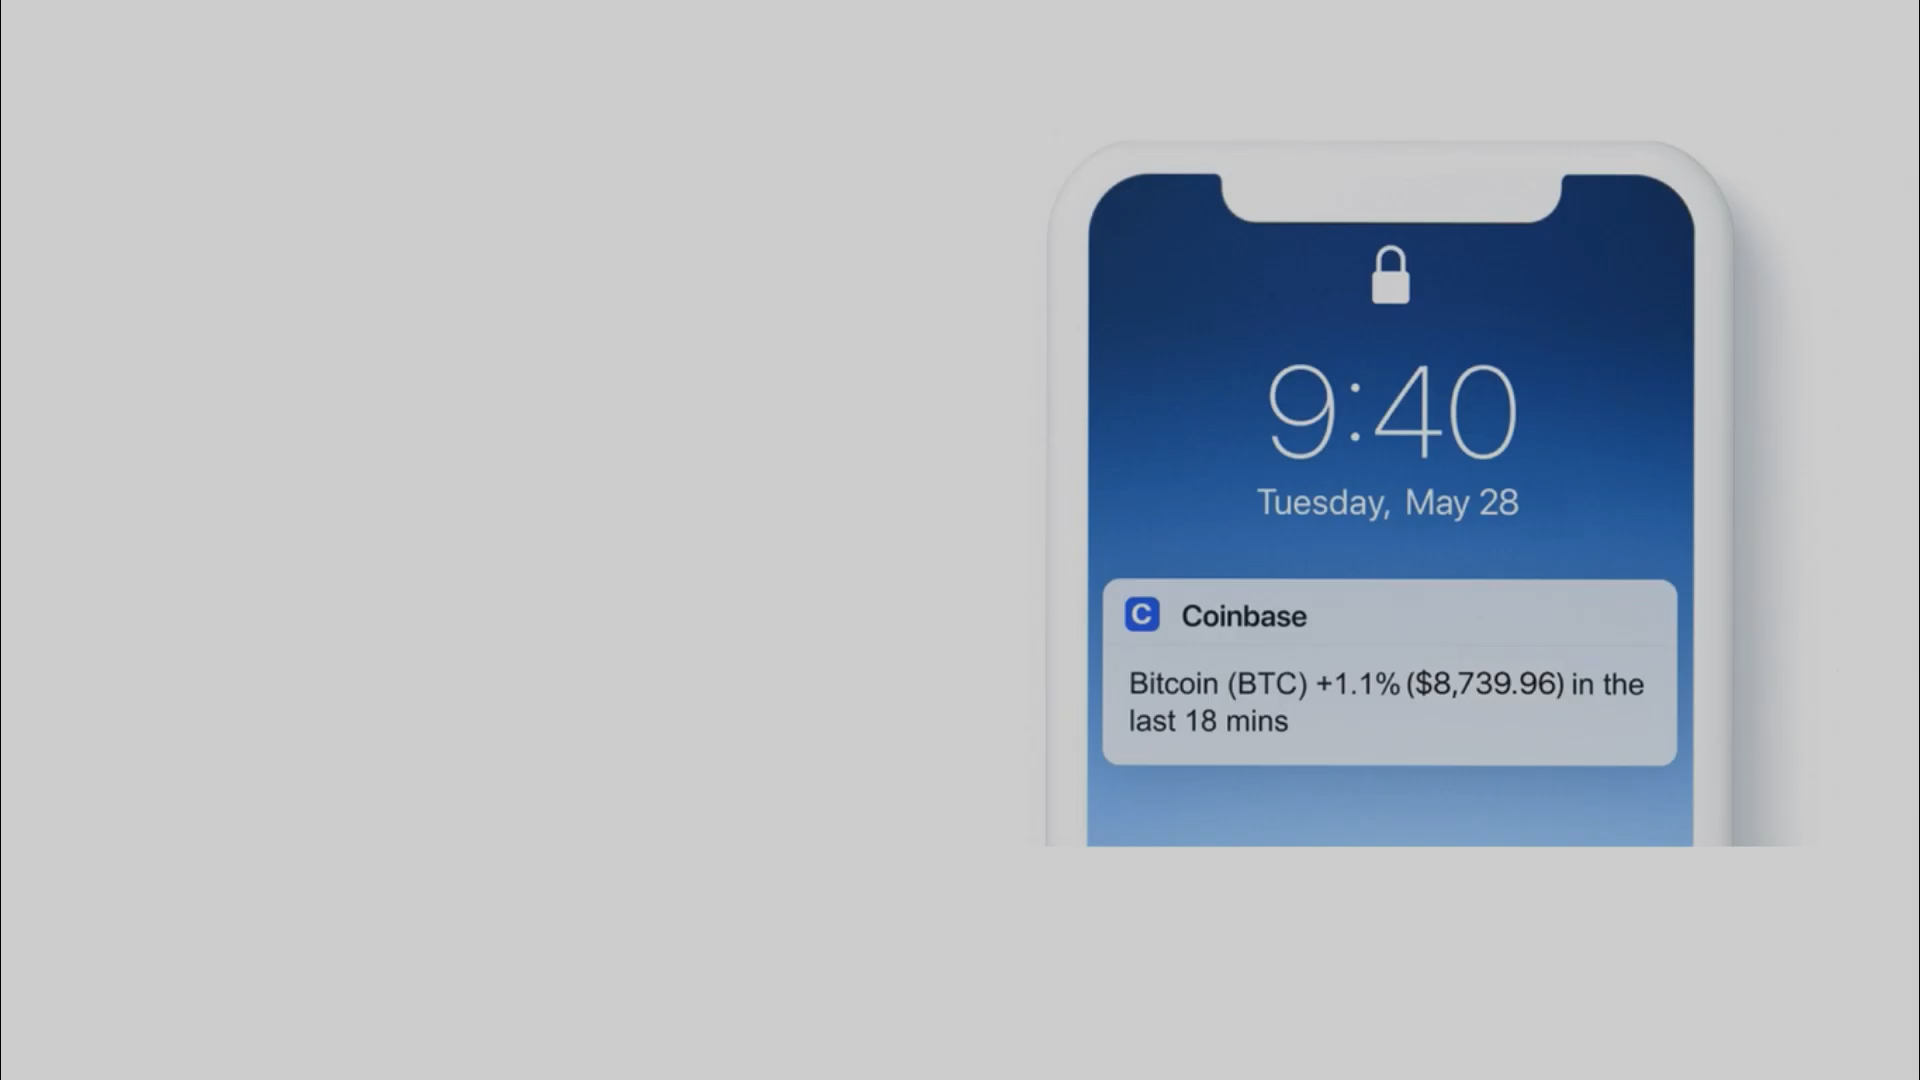 9:40
Tuesday, May 28
C Coinbase
Bitcoin (BTC) +1.1% ($8,739.96) in the
last 18 mins